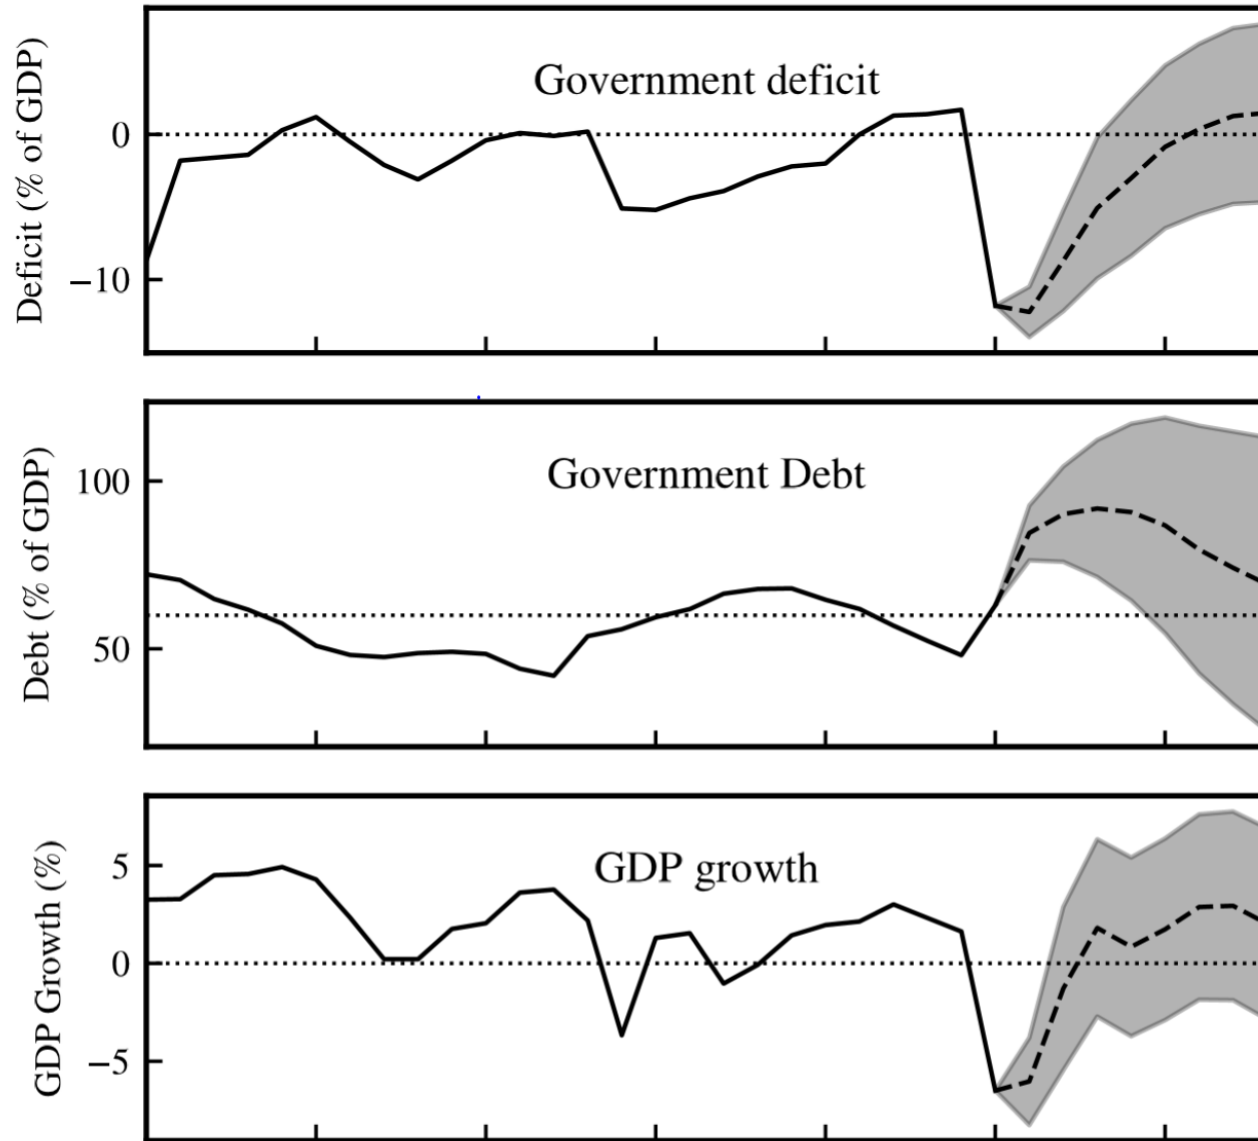 Government deficit
Deficit (% of GDP)
0
−10
Government Debt
Debt (% of GDP)
100
50
GDP growth
GDP Growth (%)
5
0
−5